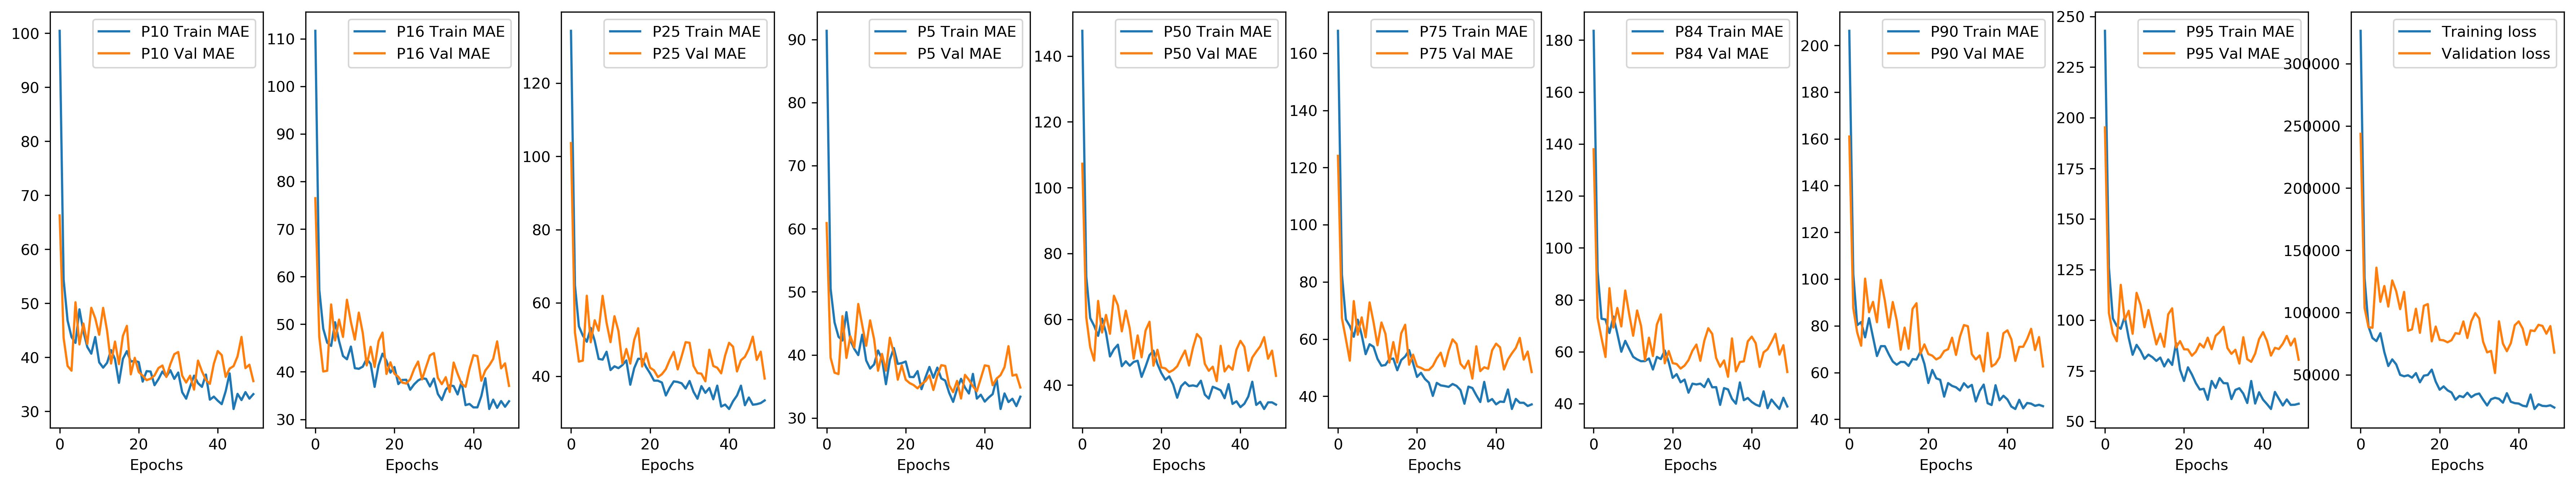 P10 Train MAE
P10 Val MAE
100
90
80
70
60
50
40
30
0 20 40
Epochs
P16 Train MAE
P16 Val MAE
110
100
90
80
70
60
50
40
30
0 20 40
Epochs
P25 Train MAE
P25 Val MAE
120
100
80
60
40
0 20 40
Epochs
P5 Train MAE
P5 Val MAE
90
80
70
60
50
40
30
0 20 40
Epochs
P50 Train MAE
P50 Val MAE
140
120
100
80
60
40
0 20 40
Epochs
P75 Train MAE
P75 Val MAE
160
140
120
100
80
60
40
0 20 40
Epochs
P84 Train MAE
P84 Val MAE
180
160
140
120
100
80
60
40
0 20 40
Epochs
P90 Train MAE
P90 Val MAE
200
180
160
140
120
100
80
60
40
0 20 40
Epochs
P95 Train MAE
P95 Val MAE
250
225
200
175
150
125
100
75
50
0 20 40
Epochs
Training loss
Validation loss
300000
250000
200000
150000
100000
50000
0 20 40
Epochs